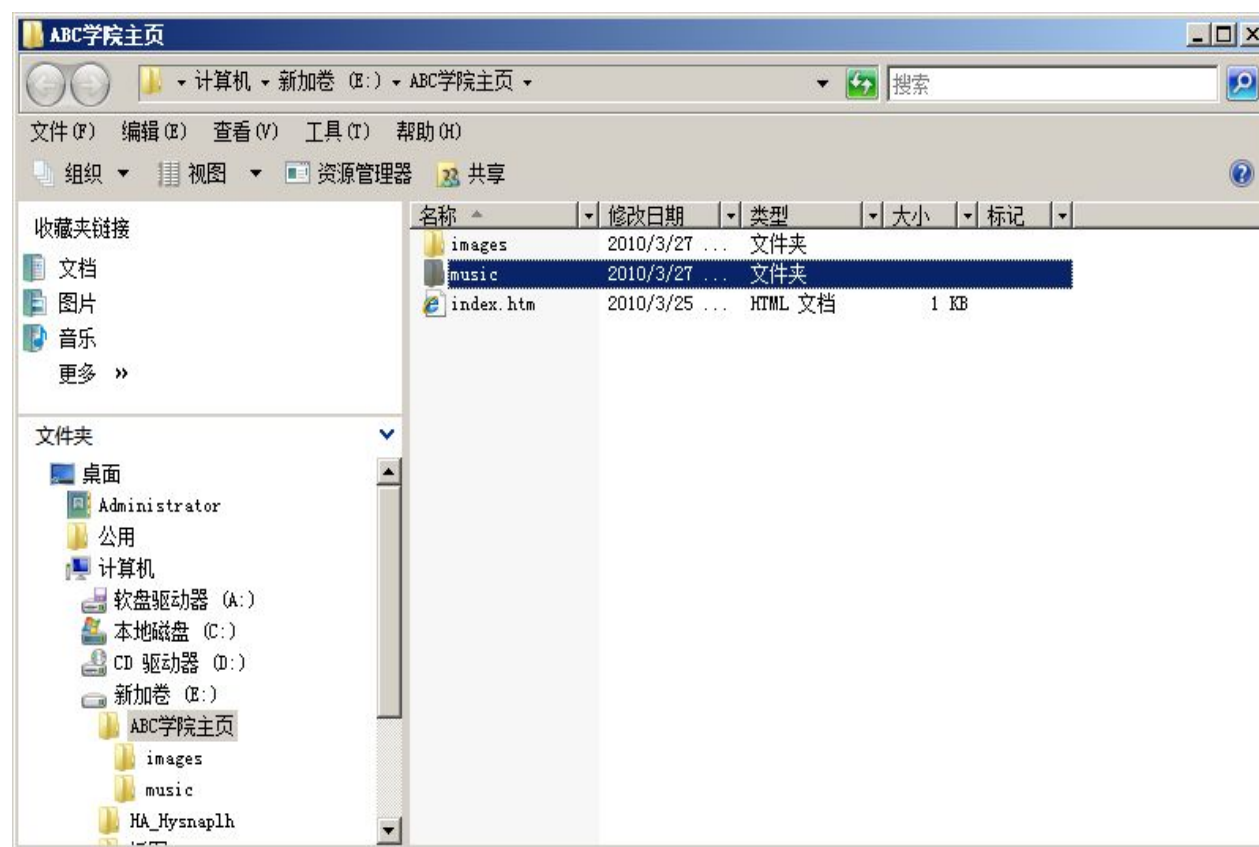 ABC学院主页
计算机 新加卷 (E:) ABC学院主页
搜索
文件(F) 编辑(E) 查看(V) 工具(T) 帮助(H)
组织 视图 资源管理器 共享
收藏夹链接
文档
图片
音乐
更多 »
文件夹
桌面
Administrator
公用
计算机
软盘驱动器 (A:)
本地磁盘 (C:)
CD 驱动器 (D:)
新加卷 (E:)
ABC学院主页
images
music
HA_Hysnaplh
名称 修改日期 类型 大小 标记
images 2010/3/27 ... 文件夹
music 2010/3/27 ... 文件夹
index.htm 2010/3/25 ... HTML 文档 1 KB